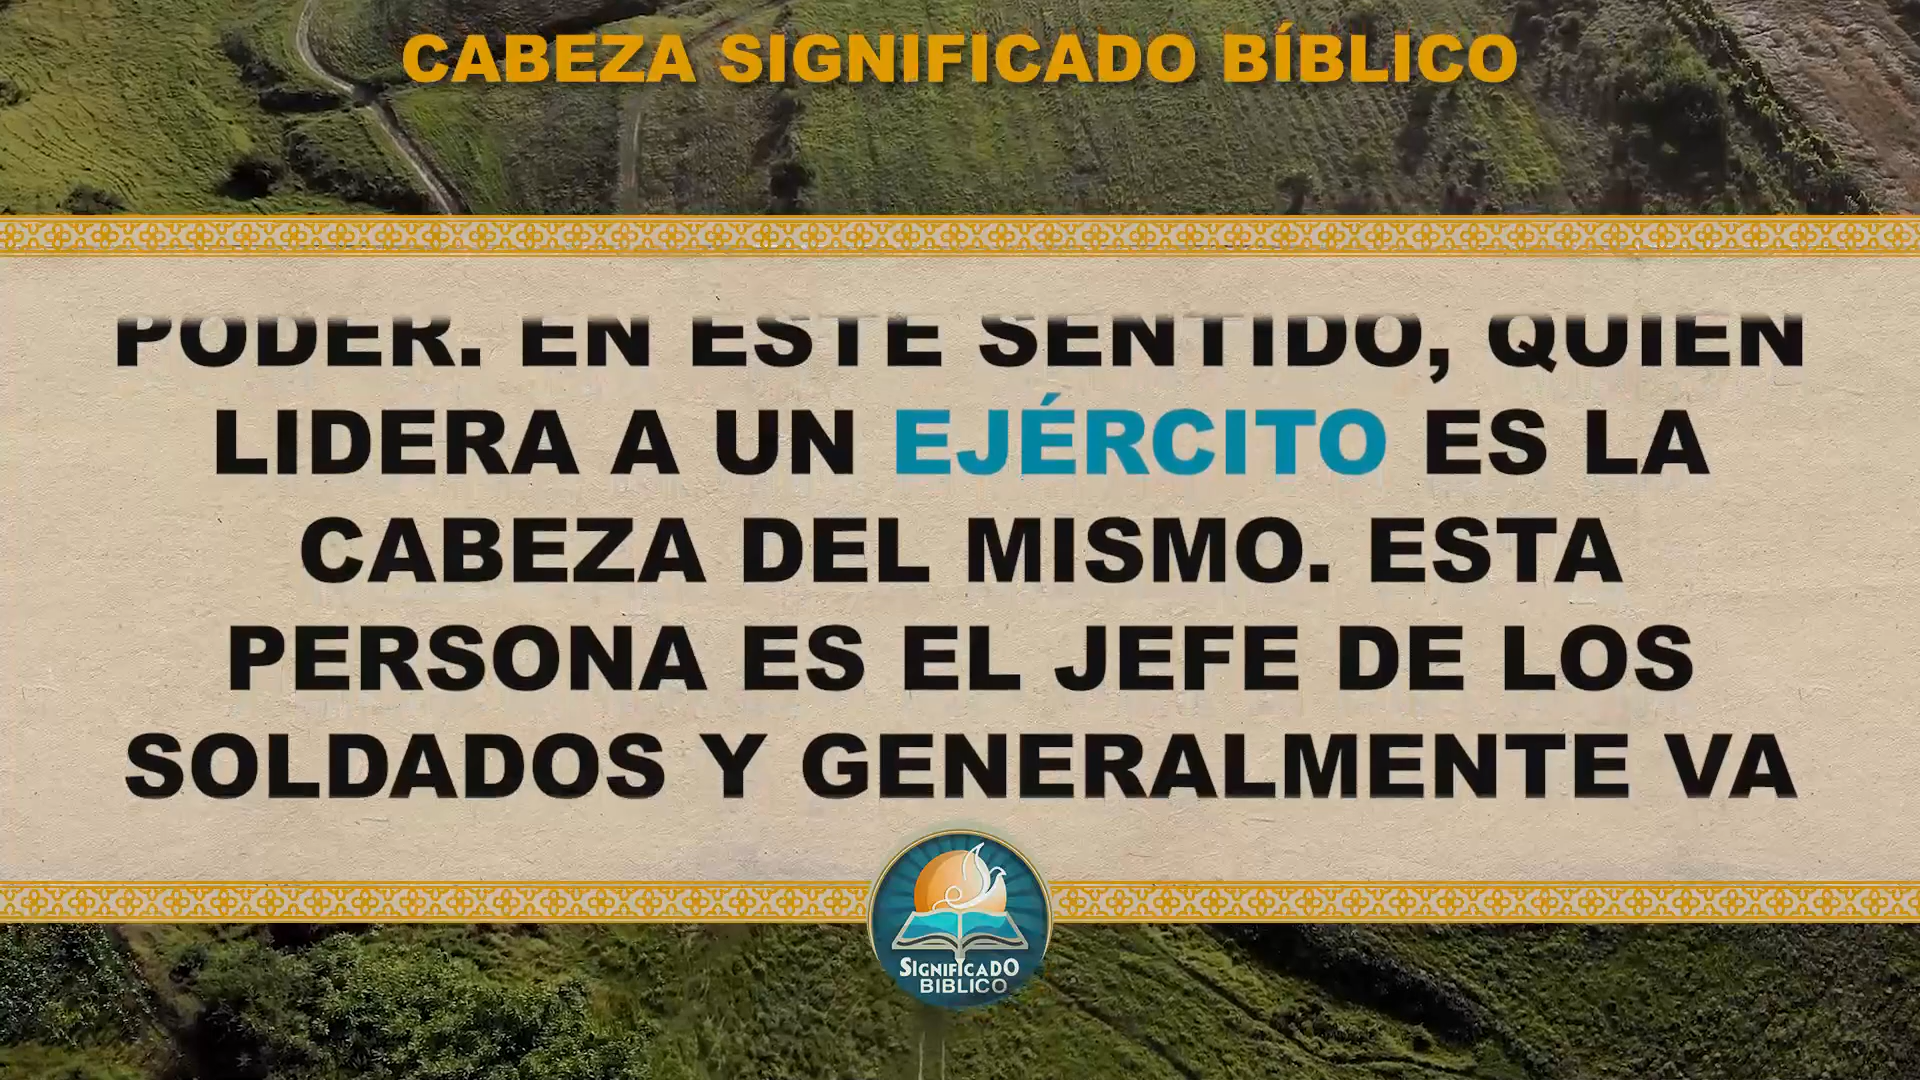 CABEZA SIGNIFICADO BÍBLICO
PODER. EN ESTE SENTIDO, QUIEN
LIDERA A UN EJÉRCITO ES LA
CABEZA DEL MISMO. ESTA
PERSONA ES EL JEFE DE LOS
SOLDADOS Y GENERALMENTE VA
SIGNIFICADO
BIBLICO